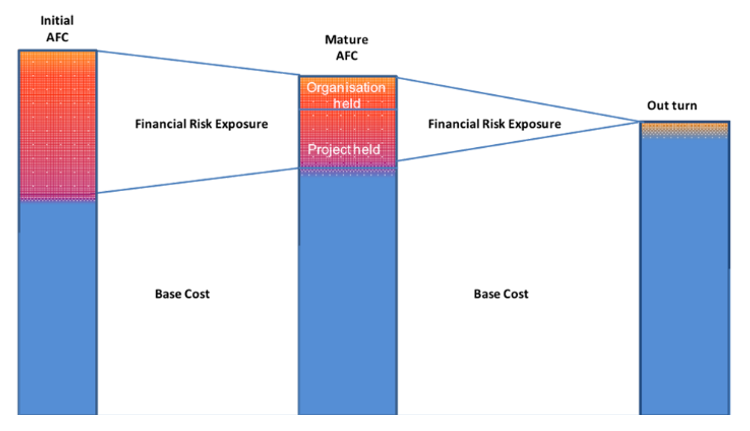 Initial
AFC
Mature
AFC
Organisation
held
Out turn
Financial Risk Exposure
Financial Risk Exposure
Project held
Base Cost
Base Cost